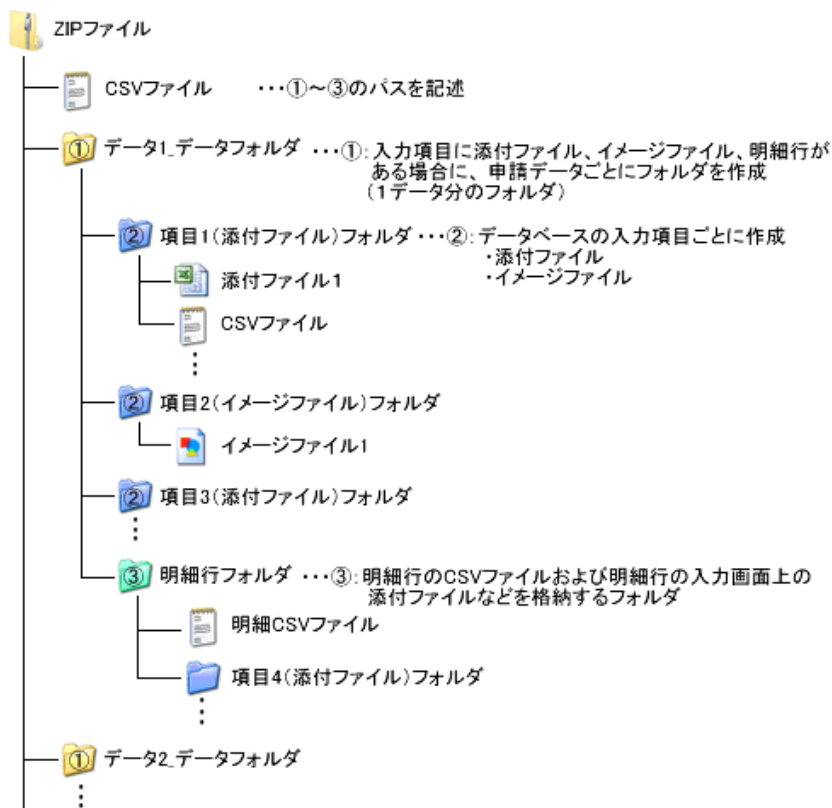 ZIPファイル
CSVファイル ・・・①～③のパスを記述
① データ1_データフォルダ ・・・①:入力項目に添付ファイル、イメージファイル、明細行が
ある場合に、申請データごとにフォルダを作成
(1データ分のフォルダ)
② 項目1(添付ファイル)フォルダ・・・②:データベースの入力項目ごとに作成
・添付ファイル
・イメージファイル
添付ファイル1
CSVファイル
② 項目2(イメージファイル)フォルダ
イメージファイル1
② 項目3(添付ファイル)フォルダ
③ 明細行フォルダ ・・・③:明細行のCSVファイルおよび明細行の入力画面上の
添付ファイルなどを格納するフォルダ
明細CSVファイル
項目4(添付ファイル)フォルダ
① データ2_データフォルダ